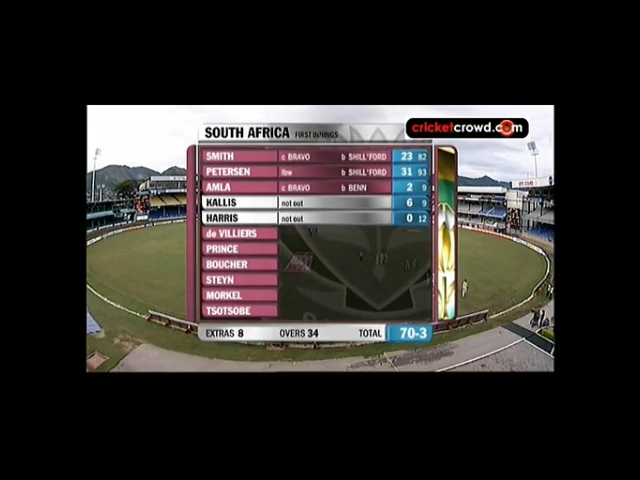 cricketcrowd.com
SOUTH AFRICA FIRST INNINGS
SMITH c BRAVO b SHILL'FORD 23 82
PETERSEN lbw b SHILL'FORD 31 93
AMLA c BRAVO b BENN 2 9
KALLIS not out 6 9
HARRIS not out 0 12
de VILLIERS
PRINCE
BOUCHER
STEYN
MORKEL
TSOTSOBE
EXTRAS 8 OVERS 34 TOTAL 70-3